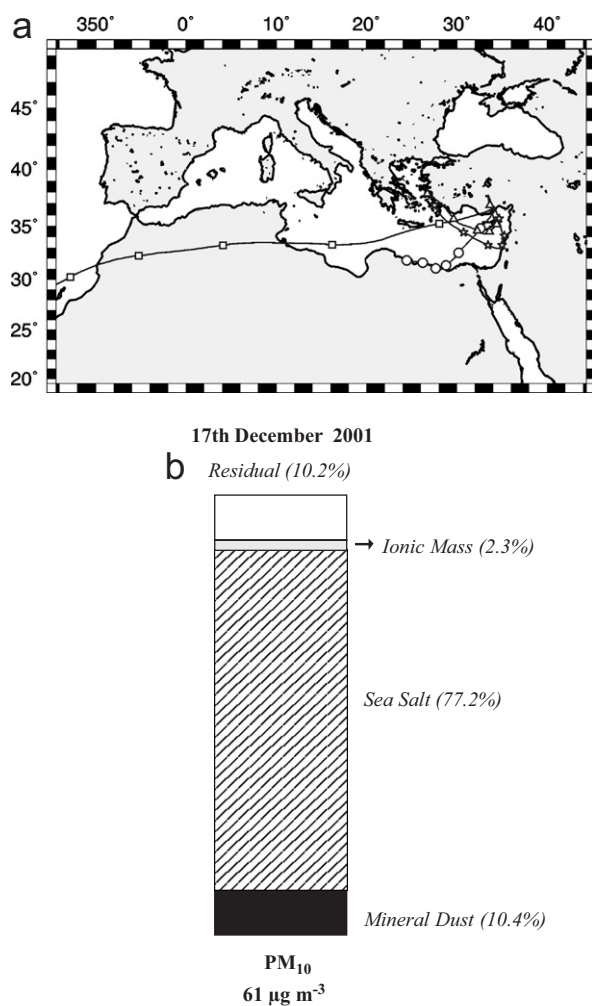 a
350˚ 0˚ 10˚ 20˚ 30˚ 40˚
45˚
40˚
35˚
30˚
25˚
20˚
17th December 2001
b
Residual (10.2%)
Ionic Mass (2.3%)
Sea Salt (77.2%)
Mineral Dust (10.4%)
PM₁₀
61 µg m⁻³